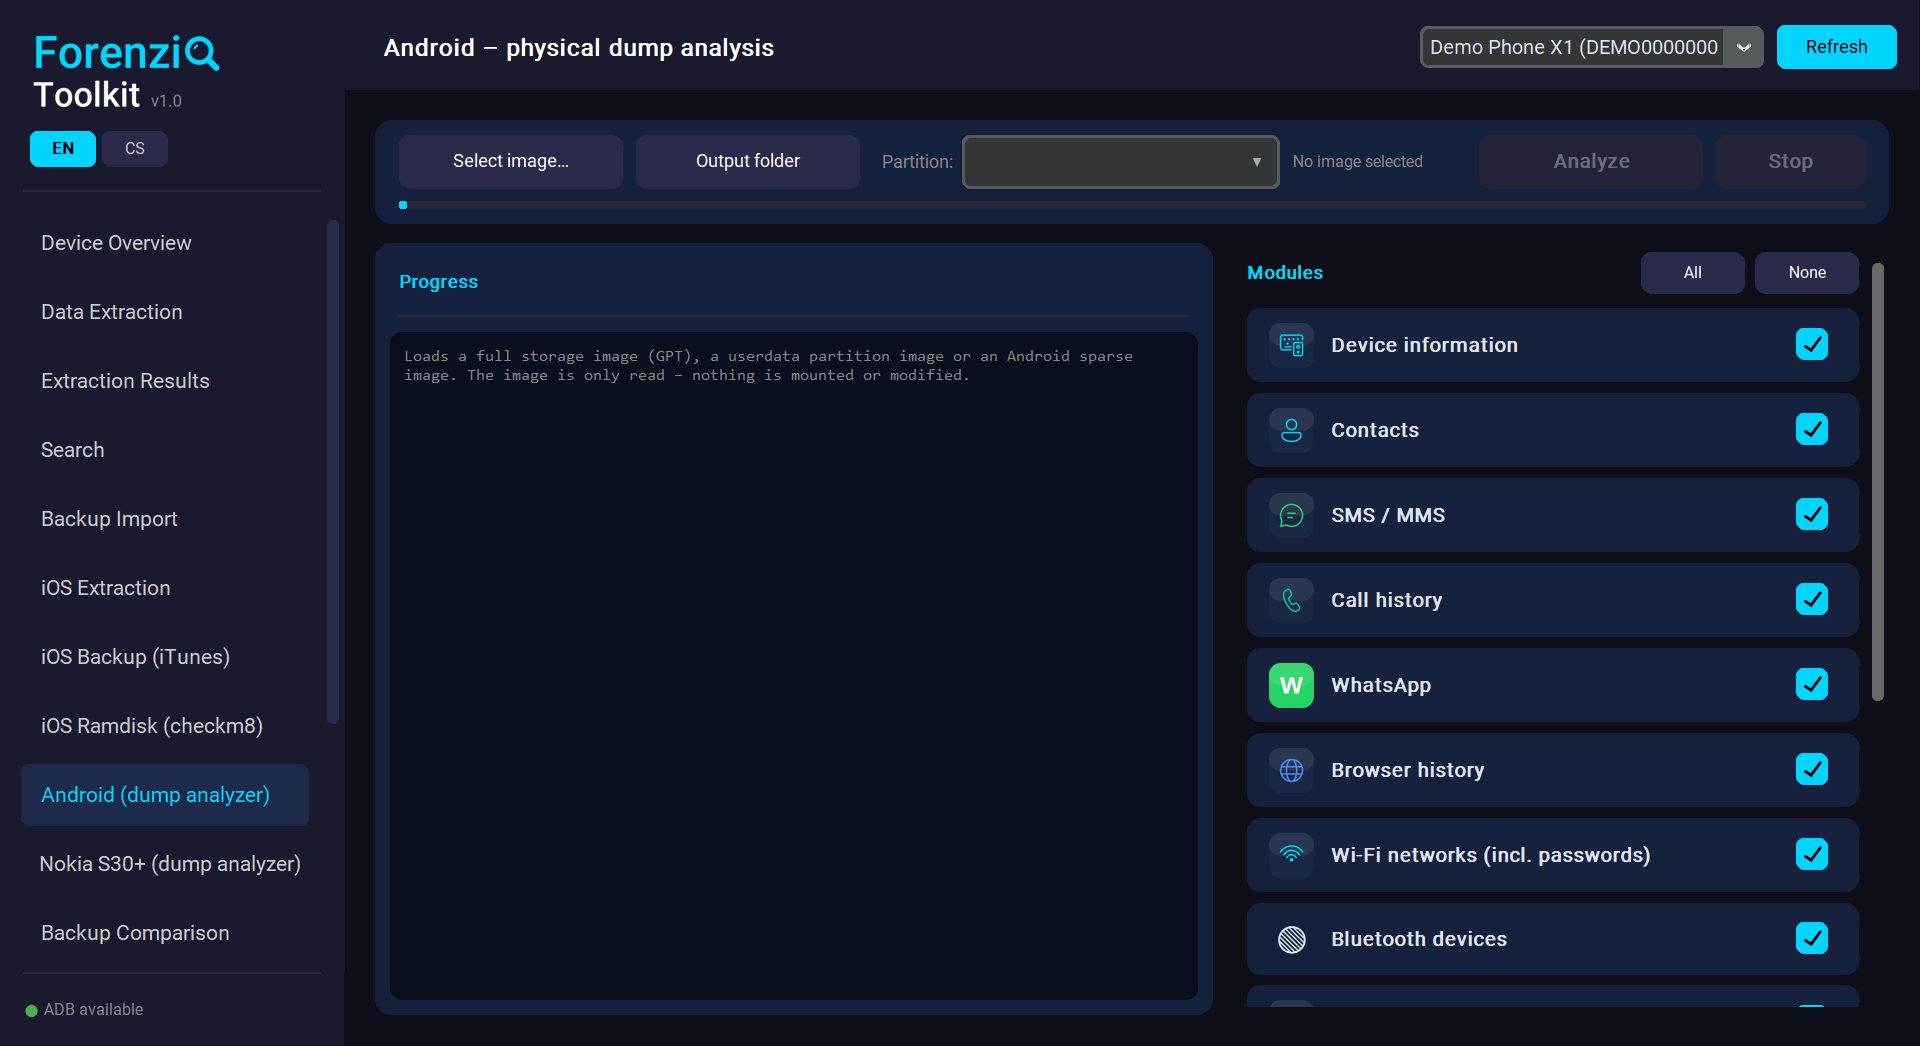 Forenzi
Toolkit v1.0
EN CS
Device Overview
Data Extraction
Extraction Results
Search
Backup Import
iOS Extraction
iOS Backup (iTunes)
iOS Ramdisk (checkm8)
Android (dump analyzer)
Nokia S30+ (dump analyzer)
Backup Comparison
ADB available
Android – physical dump analysis
Demo Phone X1 (DEMO0000000
Refresh
Select image...
Output folder
Partition:
No image selected
Analyze
Stop
Progress
Loads a full storage image (GPT), a userdata partition image or an Android sparse
image. The image is only read – nothing is mounted or modified.
Modules
All
None
Device information
Contacts
SMS / MMS
Call history
W WhatsApp
Browser history
Wi-Fi networks (incl. passwords)
Bluetooth devices